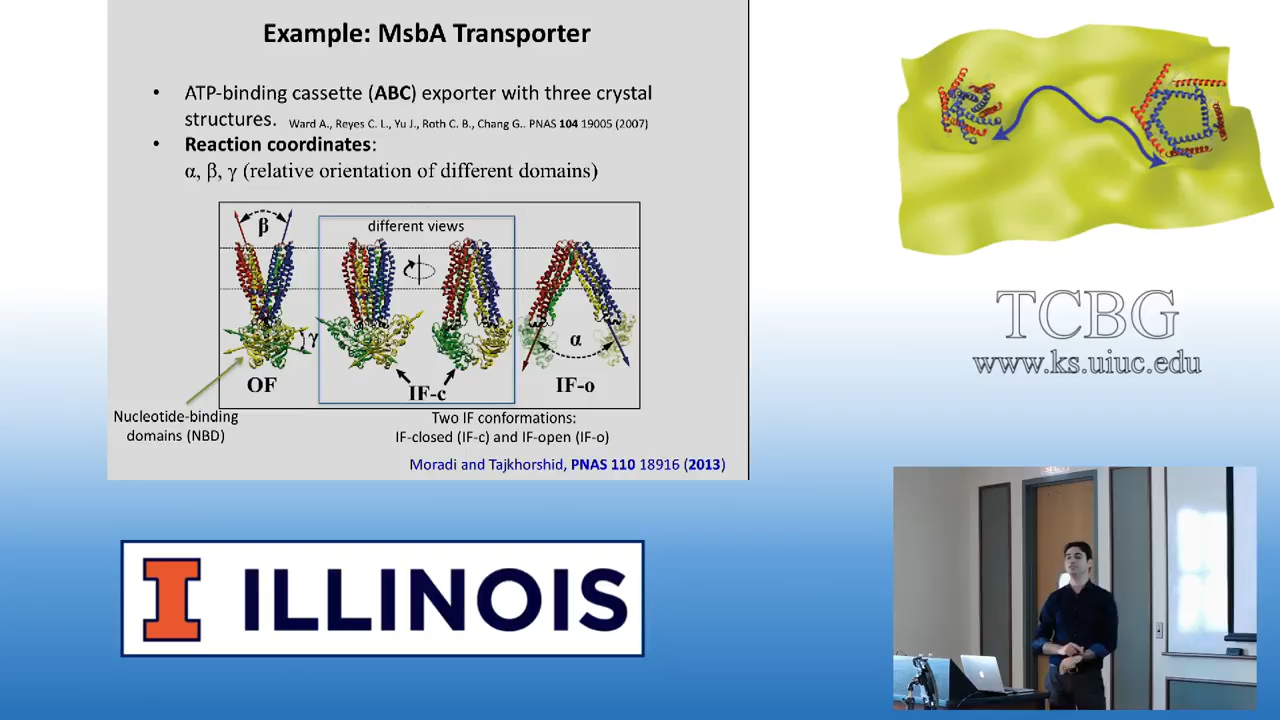 Example: MsbA Transporter
• ATP-binding cassette (ABC) exporter with three crystal
structures. Ward A., Reyes C. L., Yu J., Roth C. B., Chang G.. PNAS 104 19005 (2007)
• Reaction coordinates:
α, β, γ (relative orientation of different domains)
β
different views
γ
α
OF
IF-c
IF-o
Nucleotide-binding
domains (NBD)
Two IF conformations:
IF-closed (IF-c) and IF-open (IF-o)
Moradi and Tajkhorshid, PNAS 110 18916 (2013)
TCBG
www.ks.uiuc.edu
I ILLINOIS